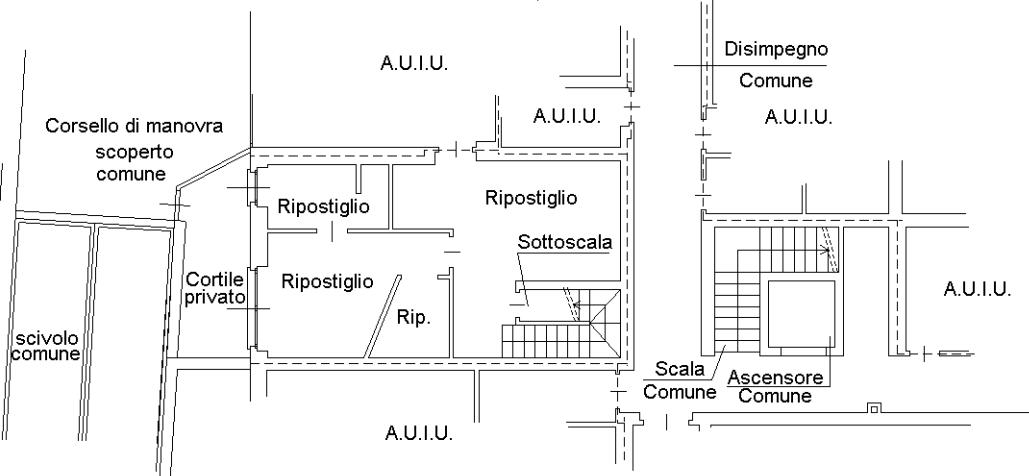 Disimpegno
Comune
A.U.I.U.
A.U.I.U.
A.U.I.U.
Corsello di manovra
scoperto
comune
Ripostiglio
Ripostiglio
Sottoscala
Cortile
privato
Ripostiglio
A.U.I.U.
Rip.
scivolo
comune
Scala
Comune
Ascensore
Comune
A.U.I.U.